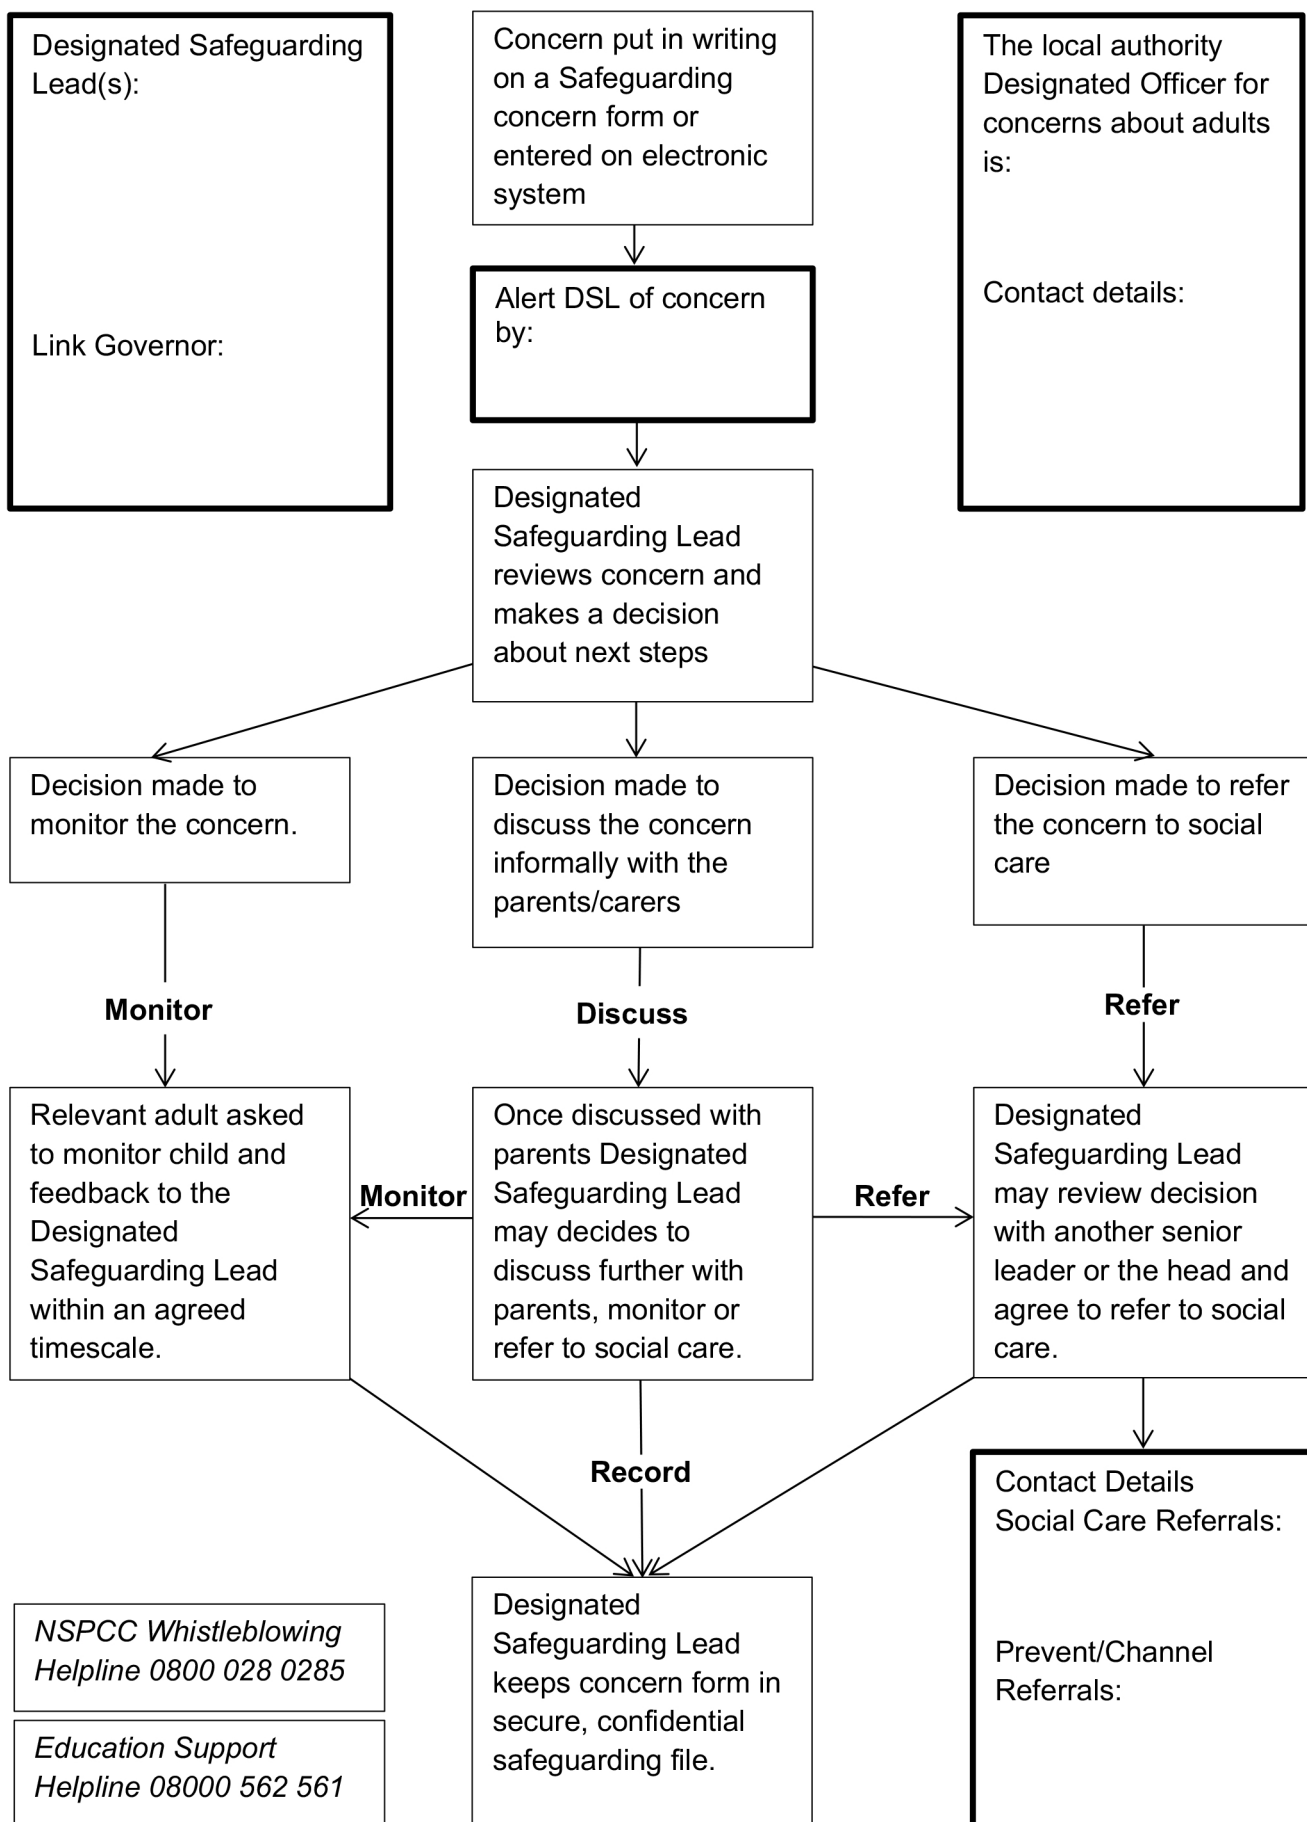 Designated Safeguarding
Lead(s):
Link Governor:
Concern put in writing
on a Safeguarding
concern form or
entered on electronic
system
The local authority
Designated Officer for
concerns about adults
is:
Contact details:
Alert DSL of concern
by:
Designated
Safeguarding Lead
reviews concern and
makes a decision
about next steps
Decision made to
monitor the concern.
Decision made to
discuss the concern
informally with the
parents/carers
Decision made to refer
the concern to social
care
Monitor
Discuss
Refer
Relevant adult asked
to monitor child and
feedback to the
Designated
Safeguarding Lead
within an agreed
timescale.
Monitor
Once discussed with
parents Designated
Safeguarding Lead
may decides to
discuss further with
parents, monitor or
refer to social care.
Refer
Designated
Safeguarding Lead
may review decision
with another senior
leader or the head and
agree to refer to social
care.
Record
Contact Details
Social Care Referrals:
Prevent/Channel
Referrals:
Designated
Safeguarding Lead
keeps concern form in
secure, confidential
safeguarding file.
NSPCC Whistleblowing
Helpline 0800 028 0285
Education Support
Helpline 08000 562 561